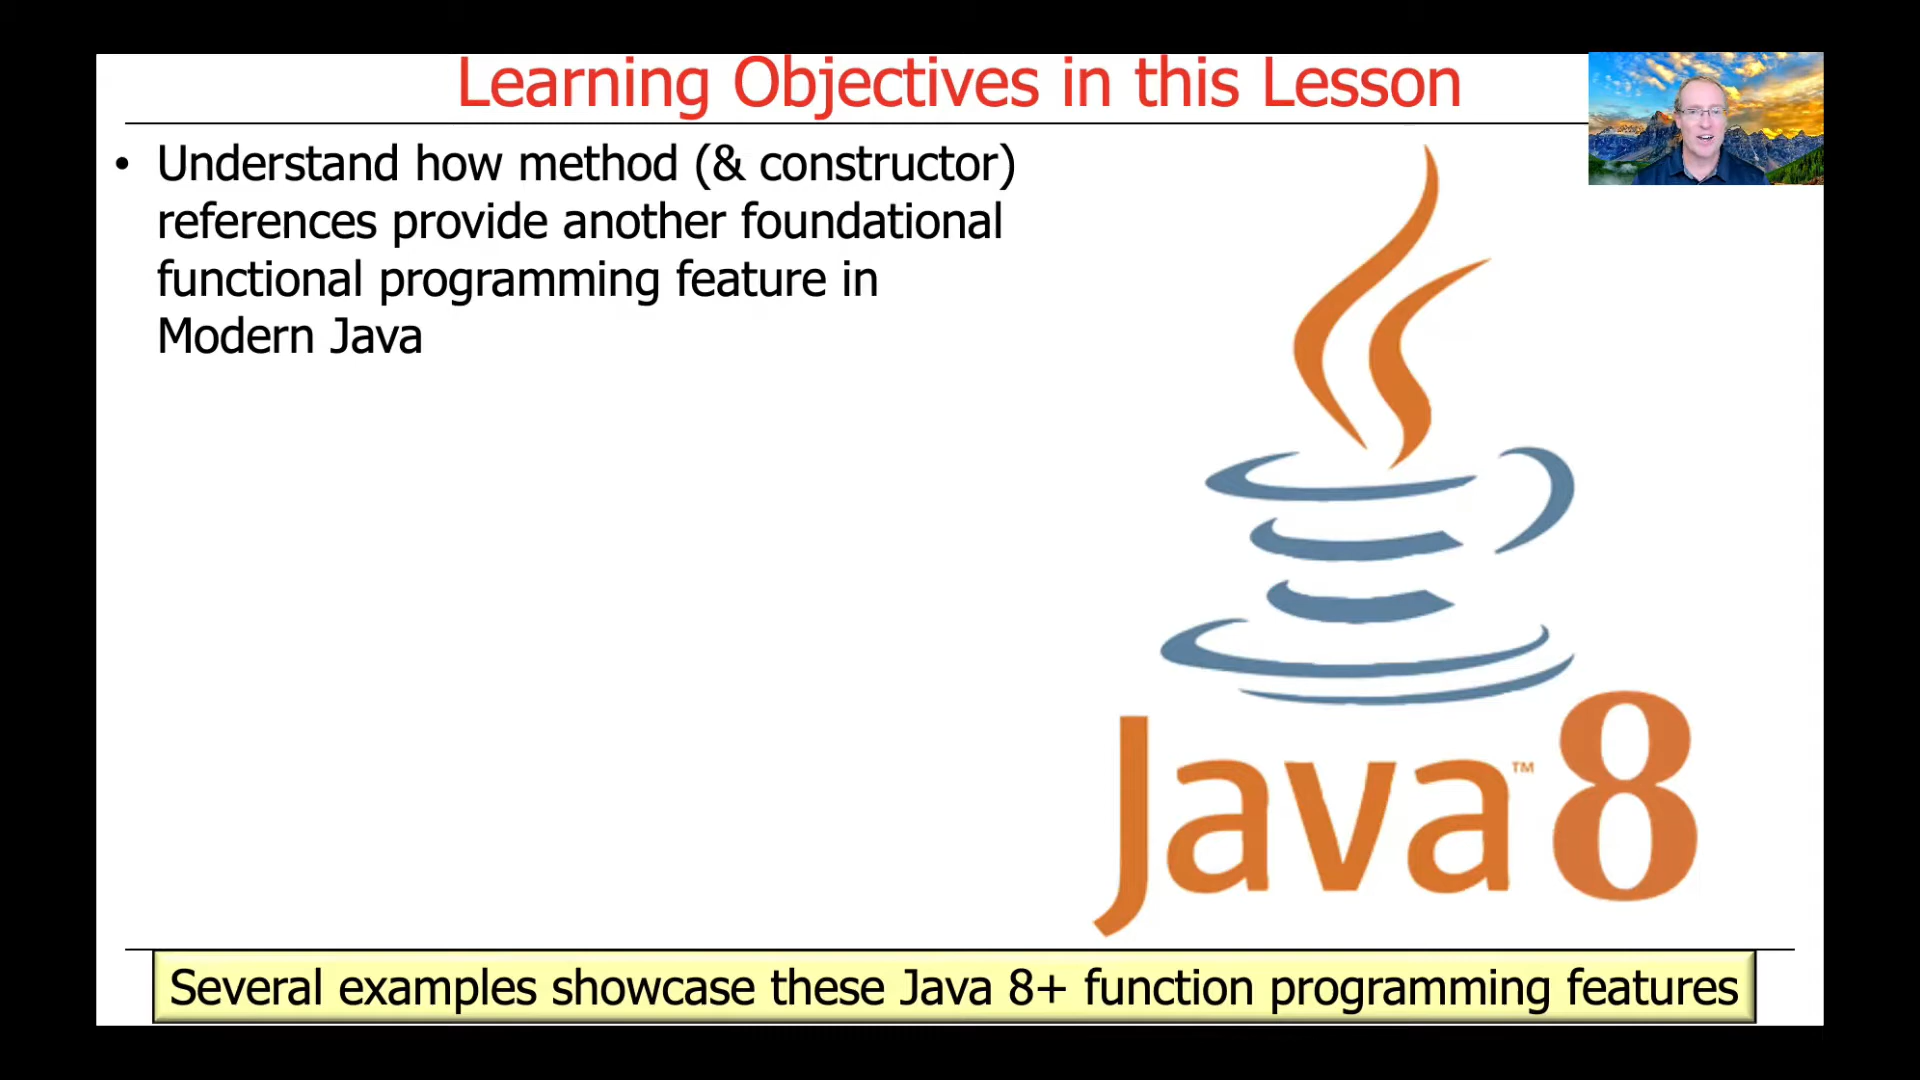 Learning Objectives in this Lesson
• Understand how method (& constructor)
references provide another foundational
functional programming feature in
Modern Java
Java™ 8
Several examples showcase these Java 8+ function programming features